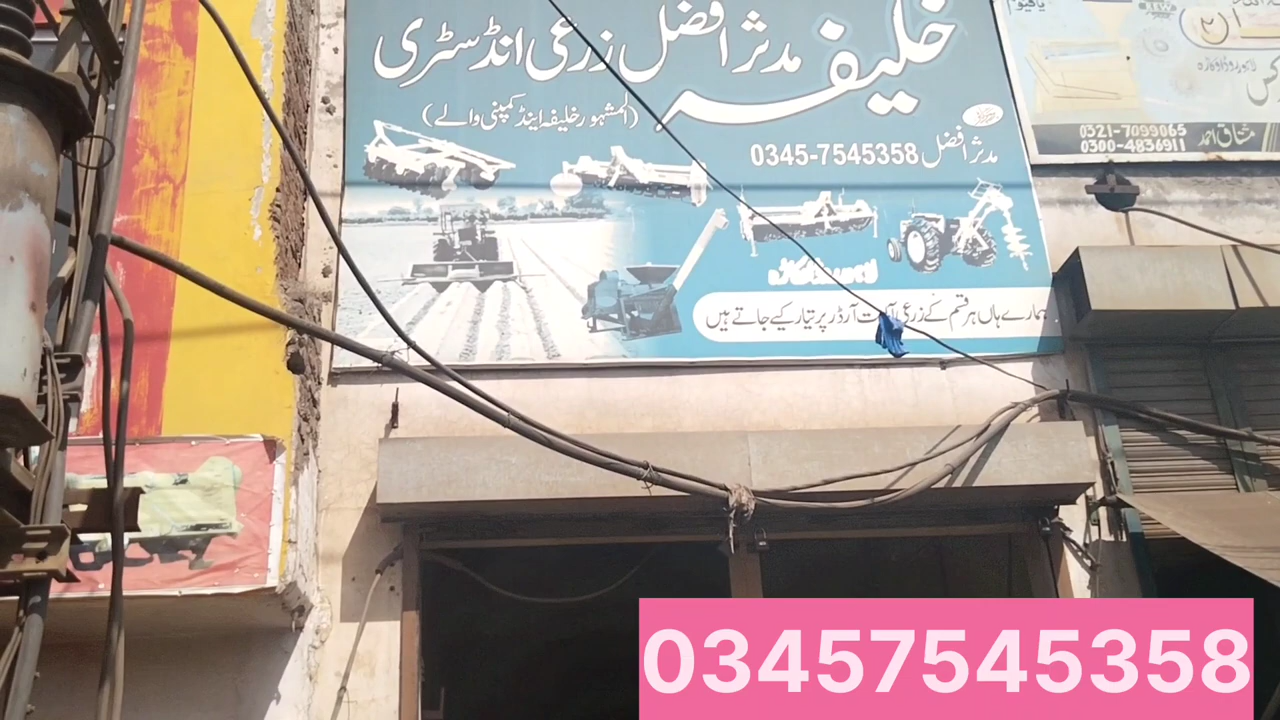 خلیفہ مدثر افضل زرعی انڈسٹری
(المشہور خلیفہ اینڈ کمپنی والے)
مدثر افضل 0345-7545358
ہمارے ہاں ہر قسم کے زرعی آلات آرڈر پر تیار کیے جاتے ہیں
0321-7099065
0300-4836911
مشتاق احمد
03457545358